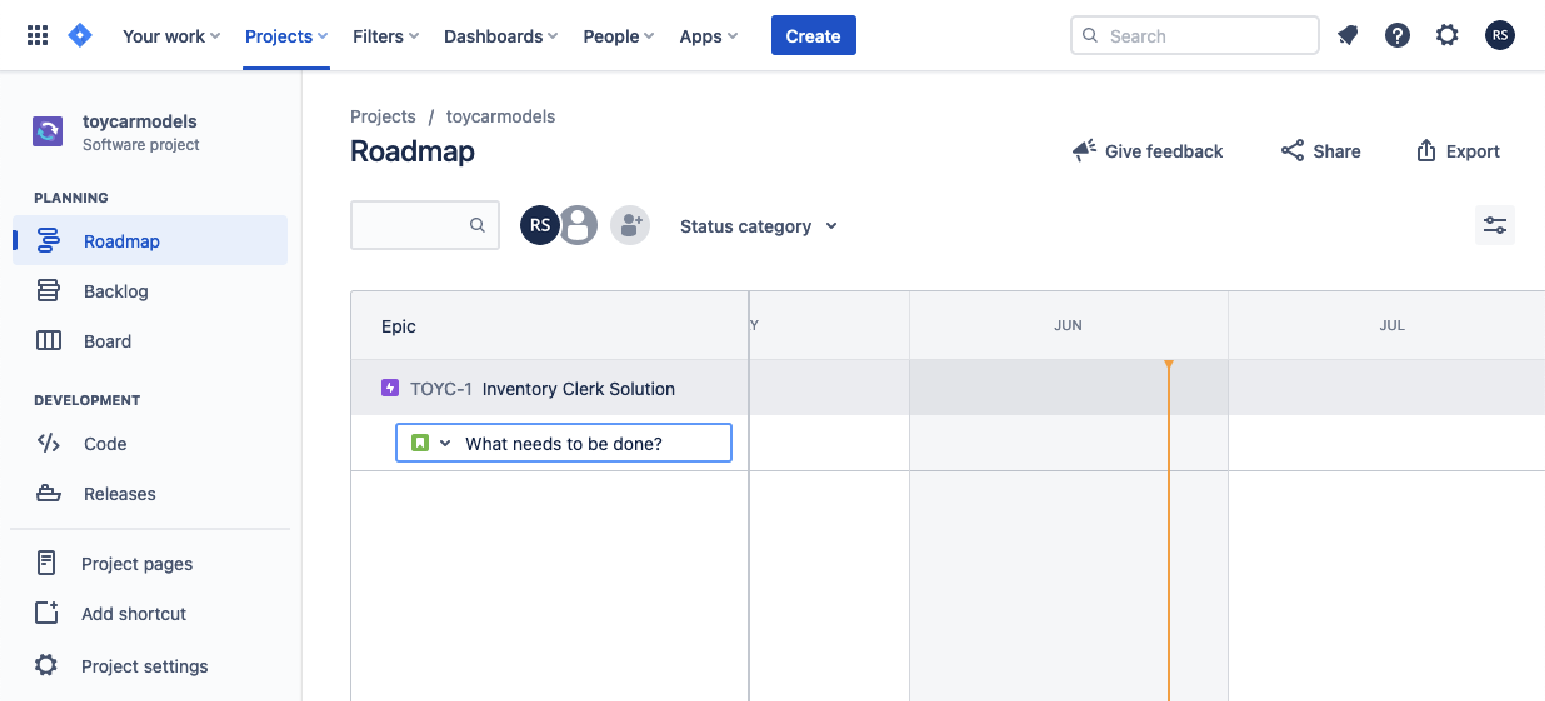 Your work Projects Filters Dashboards People Apps Create Search RS
toycarmodels
Software project
PLANNING
Roadmap
Backlog
Board
DEVELOPMENT
Code
Releases
Project pages
Add shortcut
Project settings
Projects / toycarmodels
Roadmap
Give feedback Share Export
RS Status category
Epic Y JUN JUL
TOYC-1 Inventory Clerk Solution
What needs to be done?